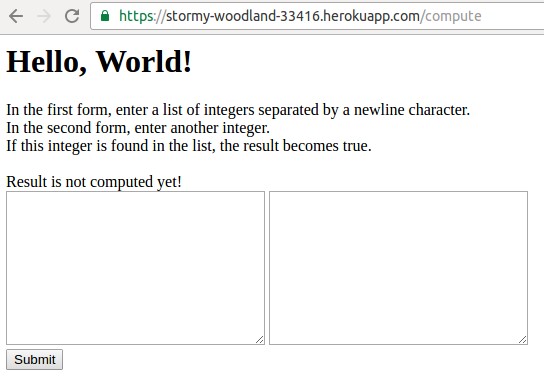 https://stormy-woodland-33416.herokuapp.com/compute
Hello, World!
In the first form, enter a list of integers separated by a newline character.
In the second form, enter another integer.
If this integer is found in the list, the result becomes true.
Result is not computed yet!
Submit